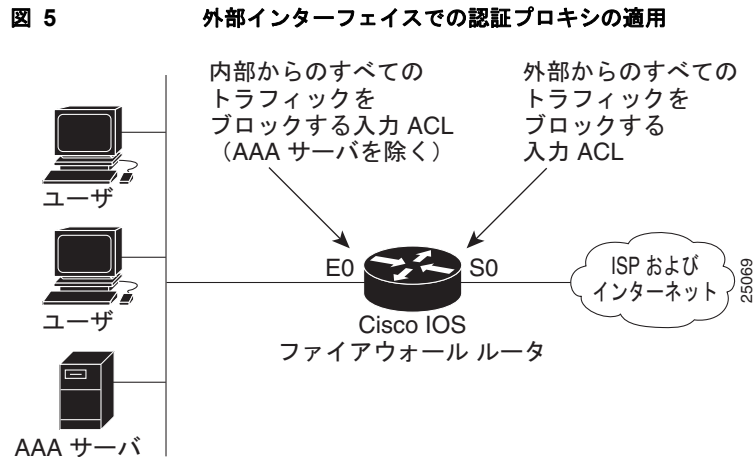 図 5 外部インターフェイスでの認証プロキシの適用
内部からのすべての
トラフィックを
ブロックする入力 ACL
（AAA サーバを除く）
外部からのすべての
トラフィックを
ブロックする
入力 ACL
ユーザ
ユーザ
AAA サーバ
E0
S0
Cisco IOS
ファイアウォール ルータ
ISP および
インターネット
25069